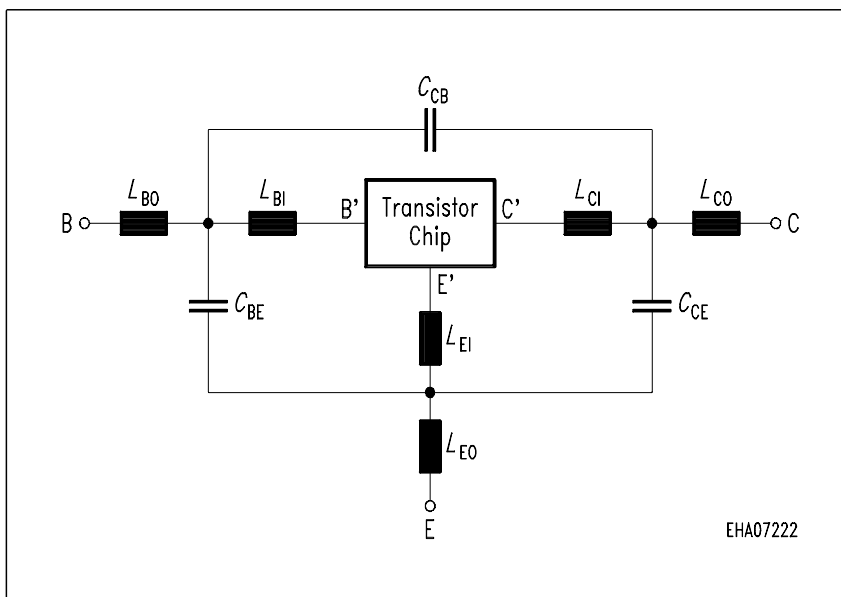 C_CB
L_BO
L_BI
L_CI
L_CO
B
B'
Transistor
Chip
C'
C
E'
C_BE
C_CE
L_EI
L_EO
E
EHA07222